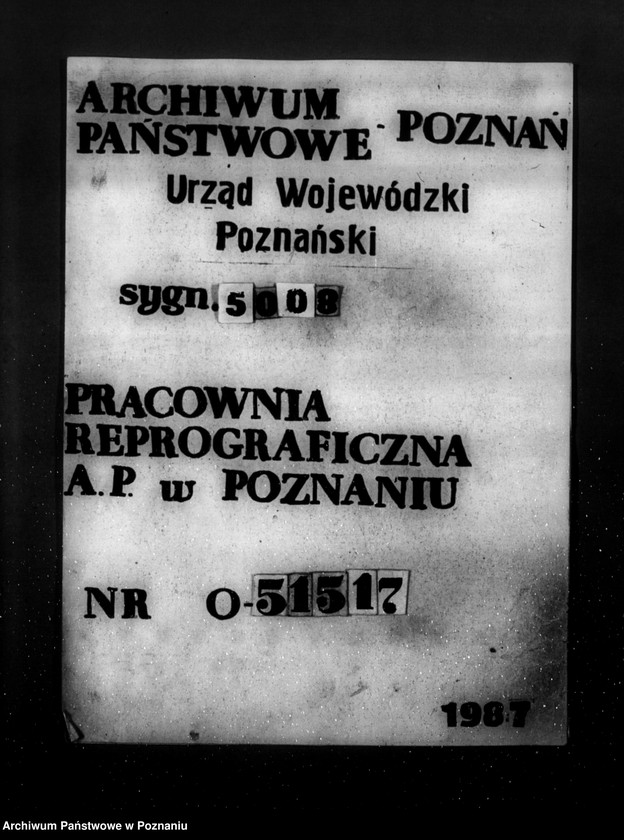 ARCHIWUM
PAŃSTWOWE - POZNAŃ
Urząd Wojewódzki
Poznański
sygn. 5008
PRACOWNIA
REPROGRAFICZNA
A.P. w POZNANIU
NR O-51517
1987
Archiwum Państwowe w Poznaniu